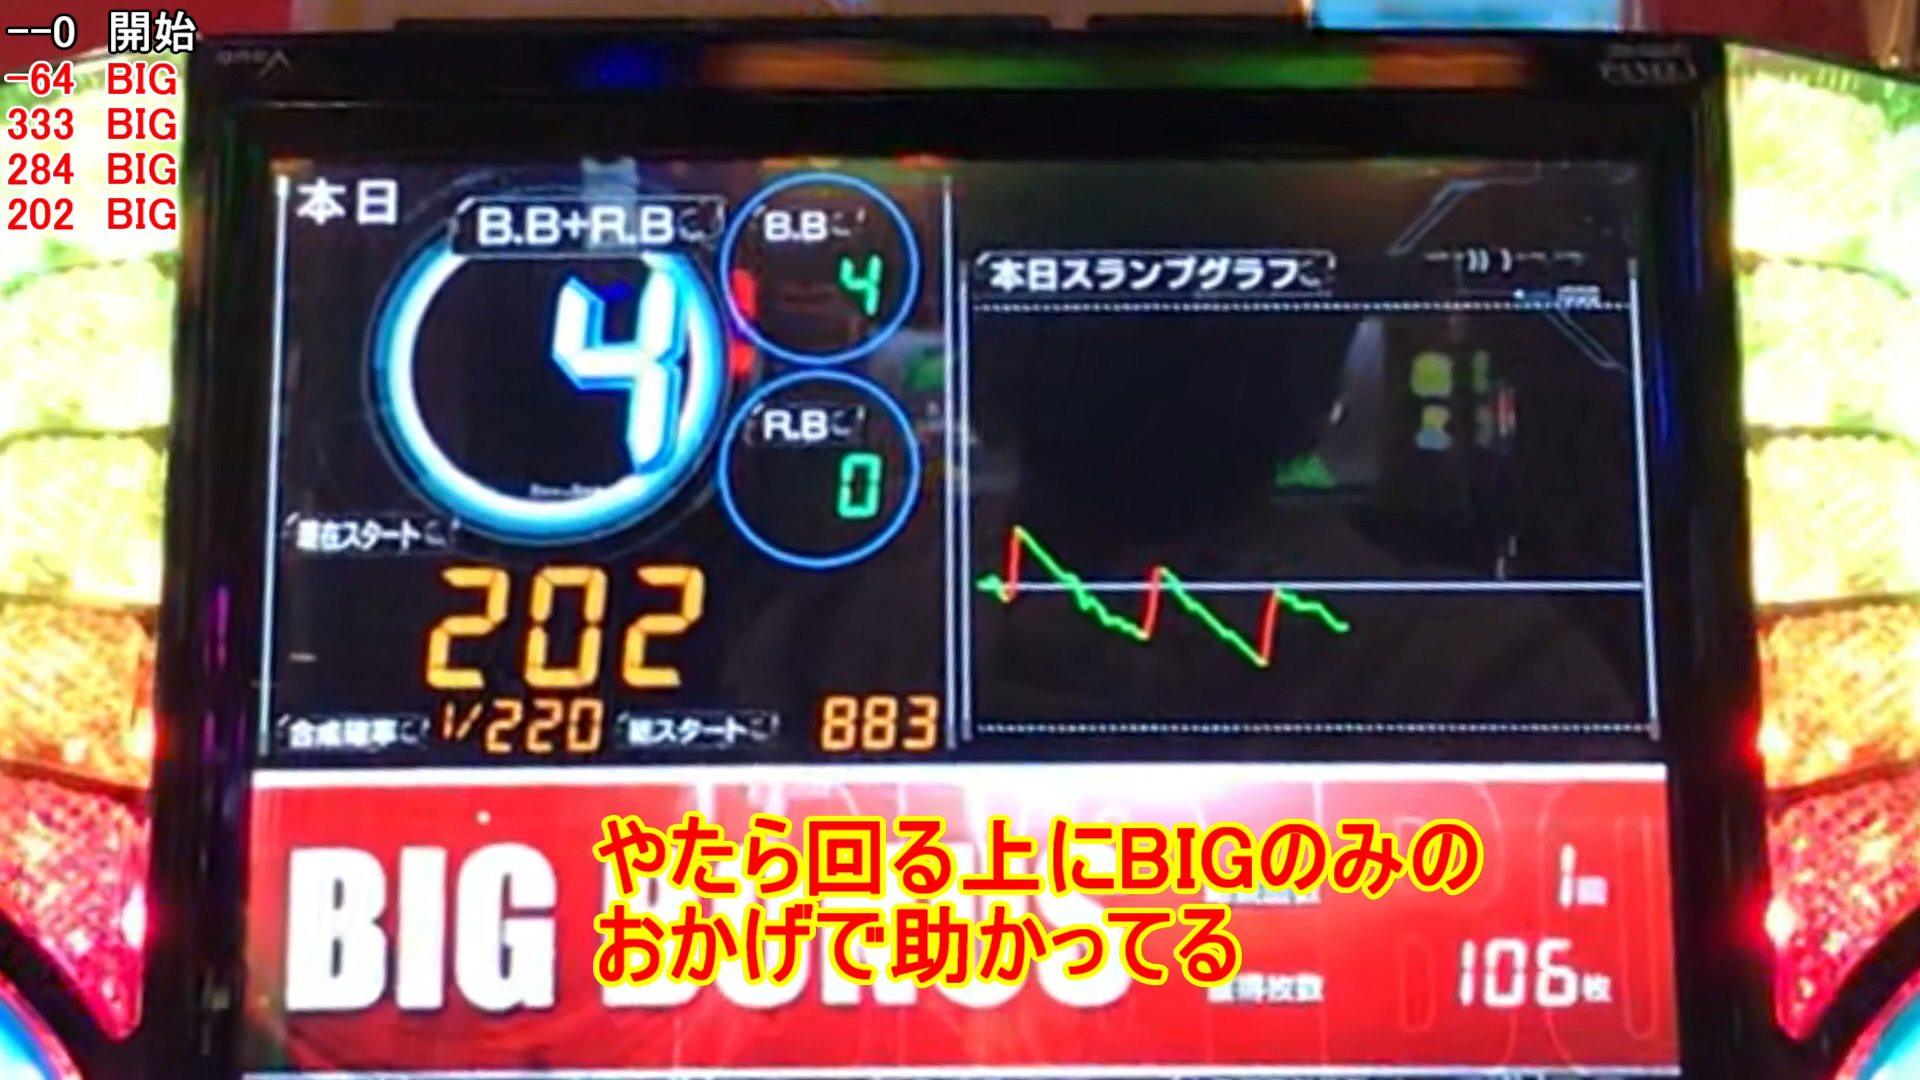 --0 開始
-64 BIG
333 BIG
284 BIG
202 BIG
本日
B.B+R.B
4
B.B
4
R.B
0
現在スタート
202
合成確率 1/220 総スタート 883
本日スランプグラフ
BIG BONUS
やたら回る上にBIGのみの
おかげで助かってる
1回
獲得枚数 106枚